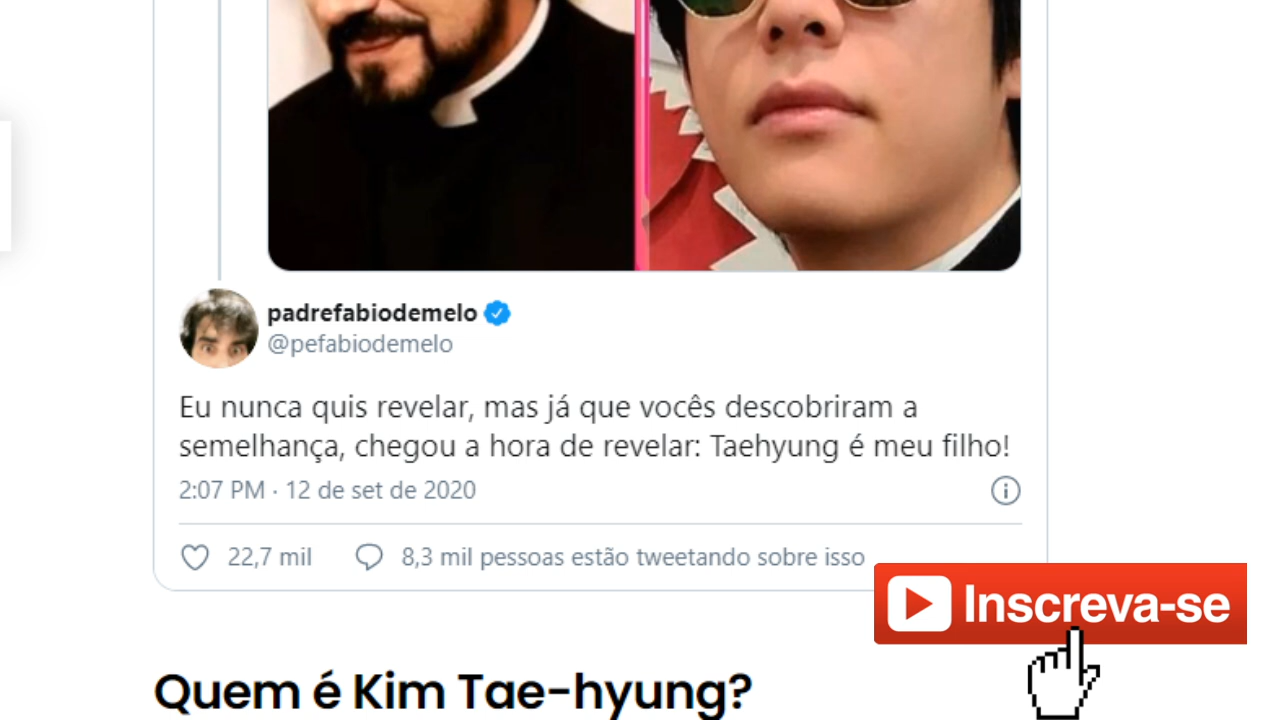 padrefabiodemelo
@pefabiodemelo
Eu nunca quis revelar, mas já que vocês descobriram a
semelhança, chegou a hora de revelar: Taehyung é meu filho!
2:07 PM · 12 de set de 2020
22,7 mil 8,3 mil pessoas estão tweetando sobre isso
Inscreva-se
Quem é Kim Tae-hyung?